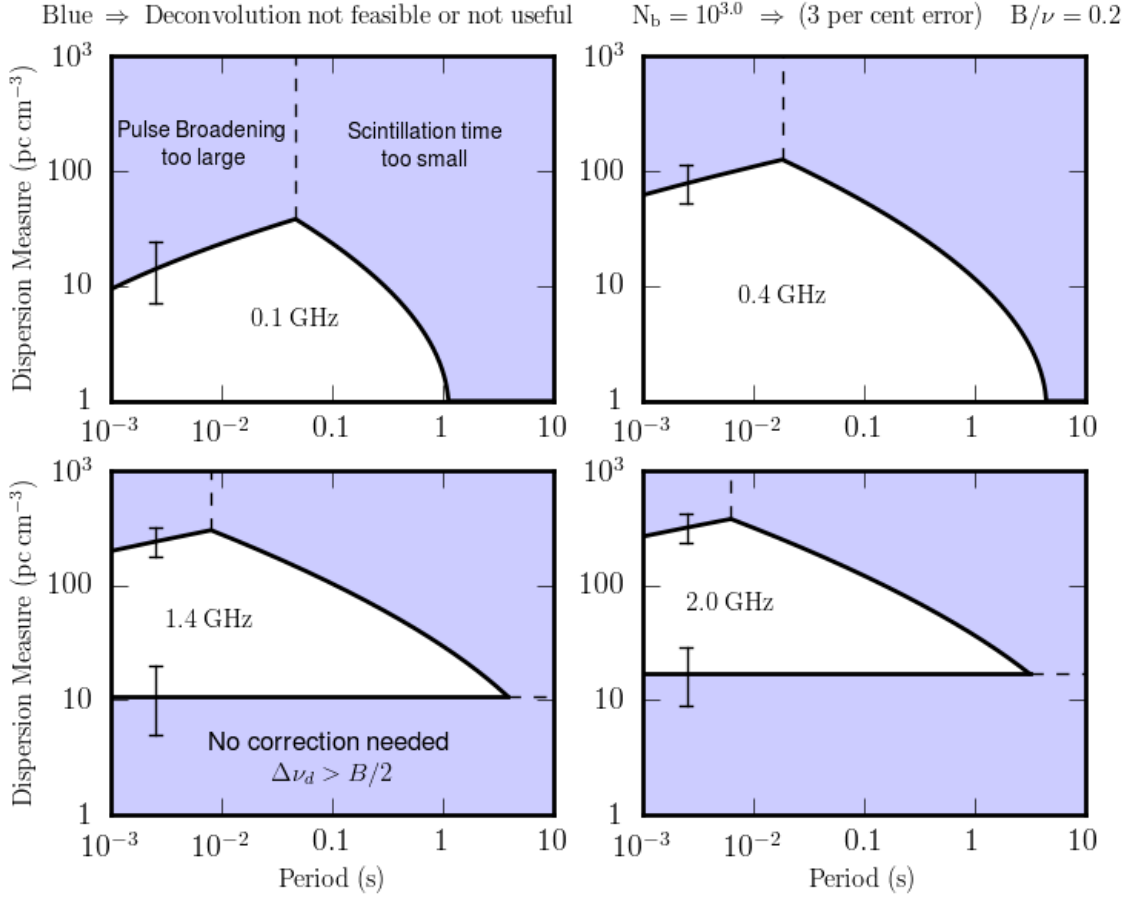 Blue ⇒ Deconvolution not feasible or not useful
N_b = 10^{3.0} ⇒ (3 per cent error) B/ν = 0.2
Dispersion Measure (pc cm^{−3})
10^3
100
10
1
Pulse Broadening
too large
Scintillation time
too small
0.1 GHz
10^{−3} 10^{−2} 0.1 1 10
10^3
100
10
1
0.4 GHz
10^{−3} 10^{−2} 0.1 1 10
Dispersion Measure (pc cm^{−3})
10^3
100
10
1
1.4 GHz
No correction needed
Δν_d > B/2
10^{−3} 10^{−2} 0.1 1 10
Period (s)
10^3
100
10
1
2.0 GHz
10^{−3} 10^{−2} 0.1 1 10
Period (s)